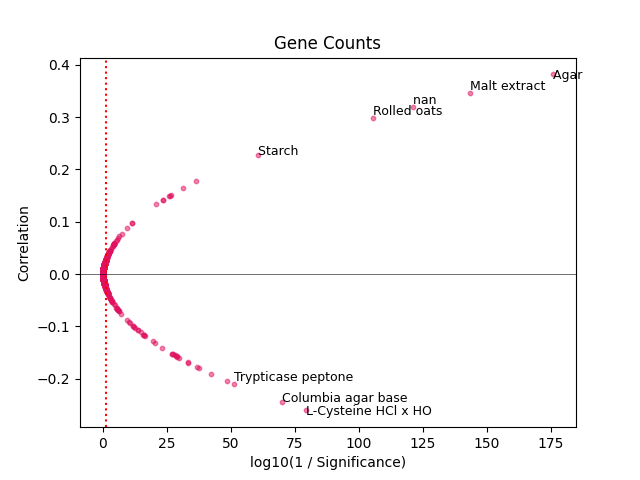 Gene Counts
0.4
0.3
0.2
0.1
0.0
−0.1
−0.2
Correlation
Agar
Malt extract
nan
Rolled oats
Starch
Trypticase peptone
Columbia agar base
L-Cysteine HCl x HO
0
25
50
75
100
125
150
175
log10(1 / Significance)